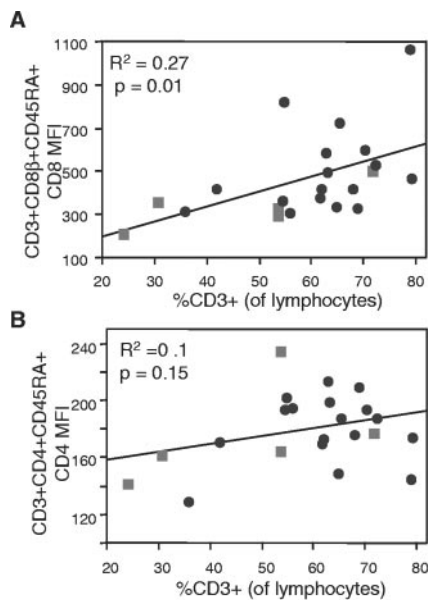 A
R² = 0.27
p = 0.01
CD3+CD8β+CD45RA+
CD8 MFI
1100
900
700
500
300
100
20 30 40 50 60 70 80
%CD3+ (of lymphocytes)
B
R² =0 .1
p = 0.15
CD3+CD4+CD45RA+
CD4 MFI
240
200
160
120
20 30 40 50 60 70 80
%CD3+ (of lymphocytes)